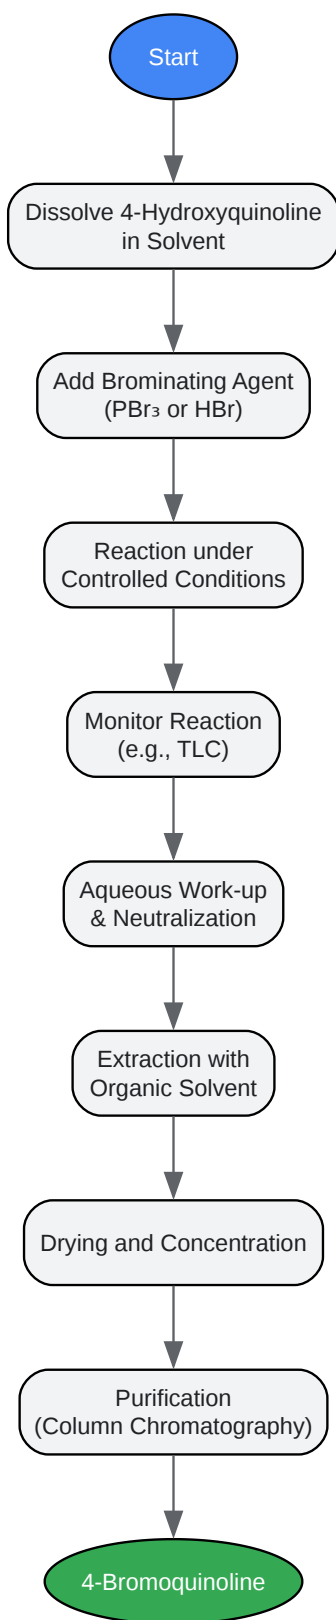 Start
Dissolve 4-Hydroxyquinoline
in Solvent
Add Brominating Agent
(PBr₃ or HBr)
Reaction under
Controlled Conditions
Monitor Reaction
(e.g., TLC)
Aqueous Work-up
& Neutralization
Extraction with
Organic Solvent
Drying and Concentration
Purification
(Column Chromatography)
4-Bromoquinoline